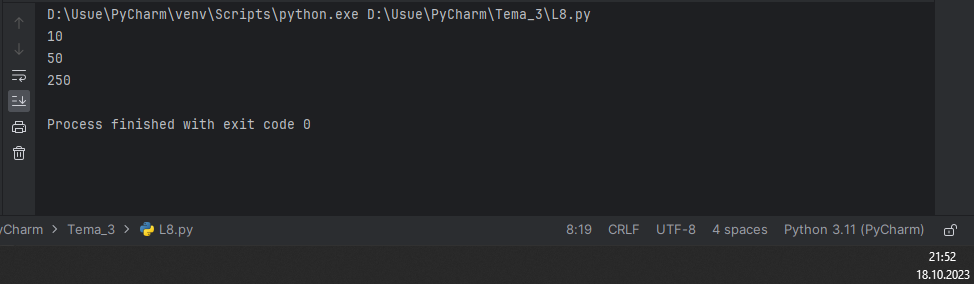 D:\Usue\PyCharm\venv\Scripts\python.exe D:\Usue\PyCharm\Tema_3\L8.py
10
50
250
Process finished with exit code 0
yCharm > Tema_3 > L8.py 8:19 CRLF UTF-8 4 spaces Python 3.11 (PyCharm)
21:52
18.10.2023